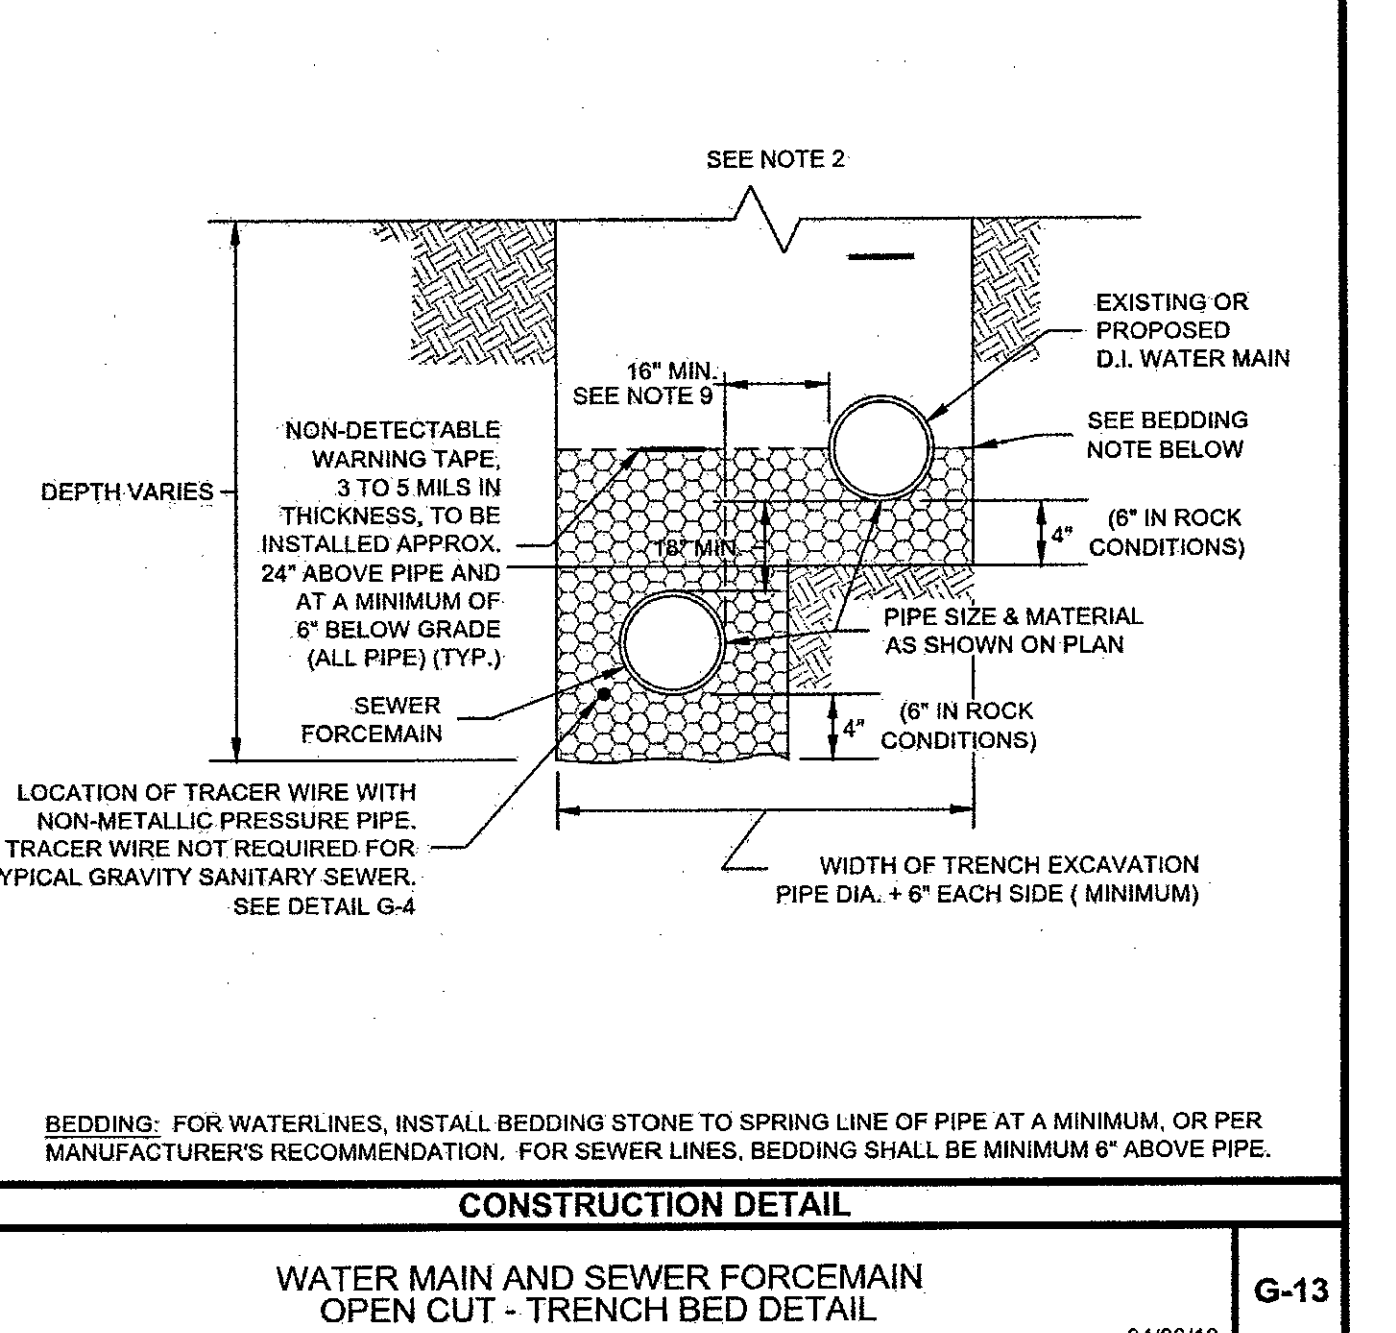 SEE NOTE 2
EXISTING OR
PROPOSED
D.I. WATER MAIN
16" MIN.
SEE NOTE 9
SEE BEDDING
NOTE BELOW
NON-DETECTABLE
WARNING TAPE,
3 TO 5 MILS IN
THICKNESS, TO BE
INSTALLED APPROX.
24" ABOVE PIPE AND
AT A MINIMUM OF
6" BELOW GRADE
(ALL PIPE) (TYP.)
DEPTH VARIES
4"
(6" IN ROCK
CONDITIONS)
MIN.
PIPE SIZE & MATERIAL
AS SHOWN ON PLAN
SEWER
FORCEMAIN
4"
(6" IN ROCK
CONDITIONS)
LOCATION OF TRACER WIRE WITH
NON-METALLIC PRESSURE PIPE.
TRACER WIRE NOT REQUIRED FOR
YPICAL GRAVITY SANITARY SEWER.
SEE DETAIL G-4
WIDTH OF TRENCH EXCAVATION
PIPE DIA. + 6" EACH SIDE ( MINIMUM)
BEDDING: FOR WATERLINES, INSTALL BEDDING STONE TO SPRING LINE OF PIPE AT A MINIMUM, OR PER
MANUFACTURER'S RECOMMENDATION. FOR SEWER LINES, BEDDING SHALL BE MINIMUM 6" ABOVE PIPE.
CONSTRUCTION DETAIL
WATER MAIN AND SEWER FORCEMAIN
OPEN CUT - TRENCH BED DETAIL
G-13